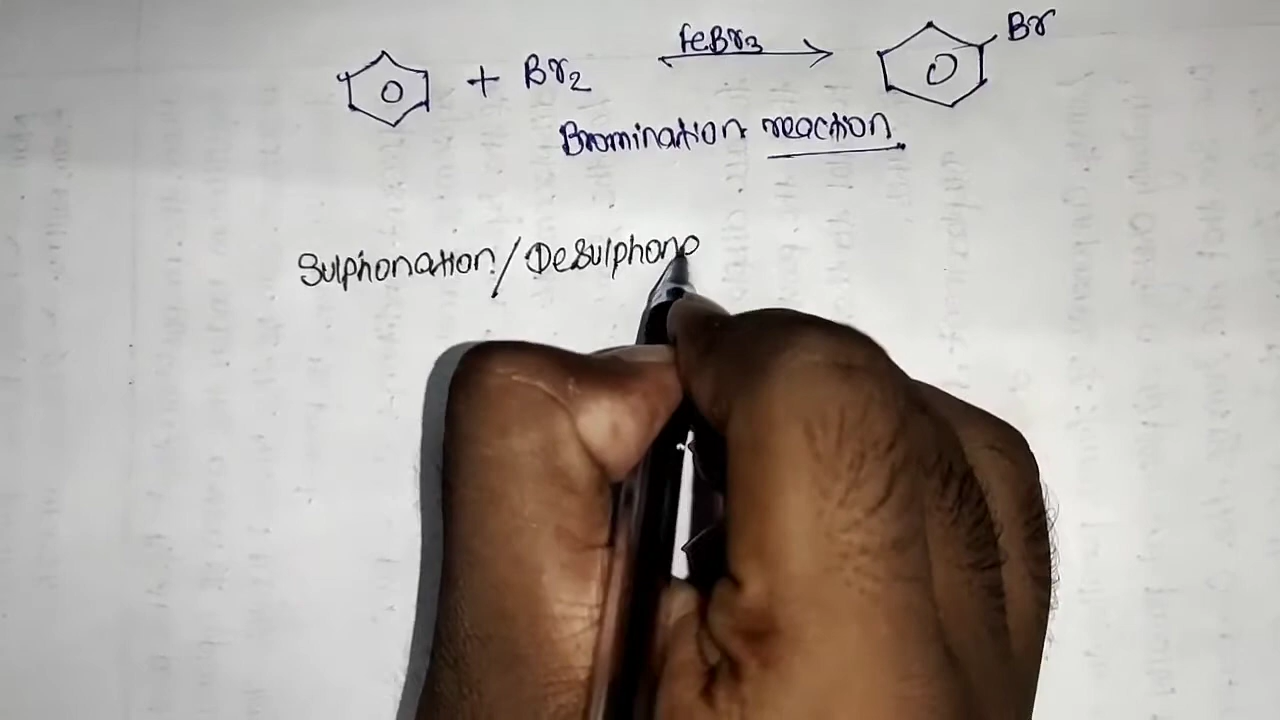 + Br2 FeBr3 Br
Bromination reaction.
Sulphonation / Desulphono